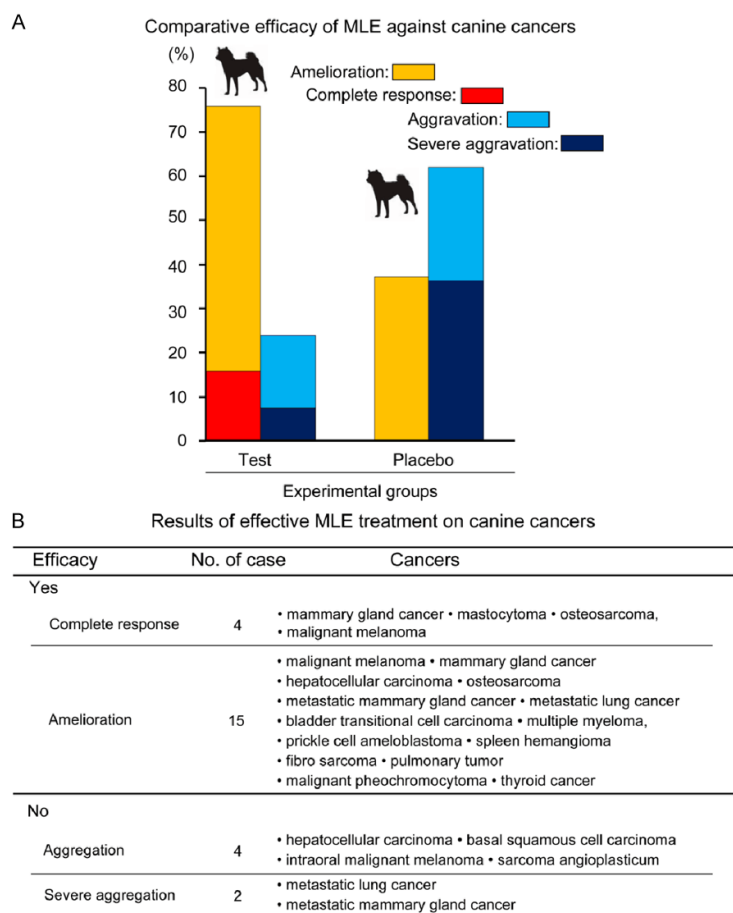 A
Comparative efficacy of MLE against canine cancers
(%)
Amelioration:
Complete response:
Aggravation:
Severe aggravation:
80
70
60
50
40
30
20
10
0
Test
Placebo
Experimental groups
B
Results of effective MLE treatment on canine cancers
Efficacy No. of case Cancers
Yes
Complete response 4
• mammary gland cancer • mastocytoma • osteosarcoma,
• malignant melanoma
Amelioration 15
• malignant melanoma • mammary gland cancer
• hepatocellular carcinoma • osteosarcoma
• metastatic mammary gland cancer • metastatic lung cancer
• bladder transitional cell carcinoma • multiple myeloma,
• prickle cell ameloblastoma • spleen hemangioma
• fibro sarcoma • pulmonary tumor
• malignant pheochromocytoma • thyroid cancer
No
Aggregation 4
• hepatocellular carcinoma • basal squamous cell carcinoma
• intraoral malignant melanoma • sarcoma angioplasticum
Severe aggregation 2
• metastatic lung cancer
• metastatic mammary gland cancer